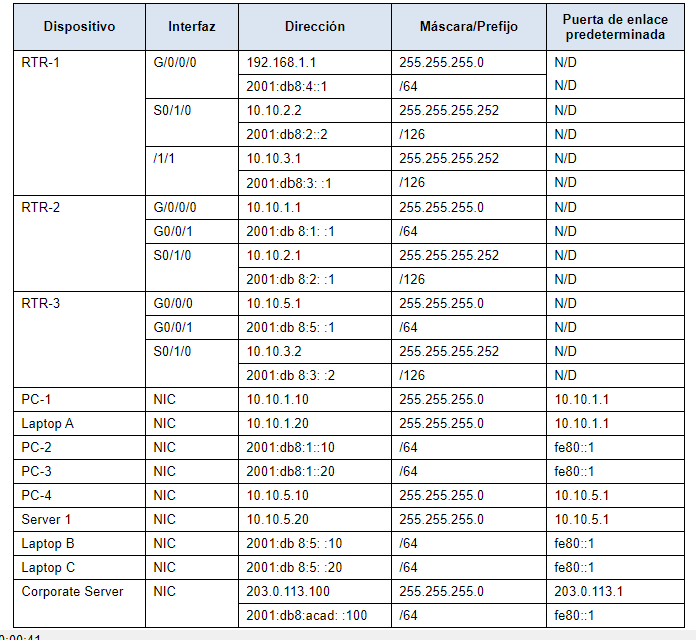 Dispositivo Interfaz Dirección Máscara/Prefijo Puerta de enlace predeterminada
RTR-1 G/0/0/0 192.168.1.1 255.255.255.0 N/D
2001:db8:4::1 /64 N/D
S0/1/0 10.10.2.2 255.255.255.252 N/D
2001:db8:2::2 /126 N/D
/1/1 10.10.3.1 255.255.255.252 N/D
2001:db8:3: :1 /126 N/D
RTR-2 G/0/0/0 10.10.1.1 255.255.255.0 N/D
G0/0/1 2001:db 8:1: :1 /64 N/D
S0/1/0 10.10.2.1 255.255.255.252 N/D
2001:db 8:2: :1 /126 N/D
RTR-3 G0/0/0 10.10.5.1 255.255.255.0 N/D
G0/0/1 2001:db 8:5: :1 /64 N/D
S0/1/0 10.10.3.2 255.255.255.252 N/D
2001:db 8:3: :2 /126 N/D
PC-1 NIC 10.10.1.10 255.255.255.0 10.10.1.1
Laptop A NIC 10.10.1.20 255.255.255.0 10.10.1.1
PC-2 NIC 2001:db8:1::10 /64 fe80::1
PC-3 NIC 2001:db8:1::20 /64 fe80::1
PC-4 NIC 10.10.5.10 255.255.255.0 10.10.5.1
Server 1 NIC 10.10.5.20 255.255.255.0 10.10.5.1
Laptop B NIC 2001:db 8:5: :10 /64 fe80::1
Laptop C NIC 2001:db 8:5: :20 /64 fe80::1
Corporate Server NIC 203.0.113.100 255.255.255.0 203.0.113.1
2001:db8:acad: :100 /64 fe80::1